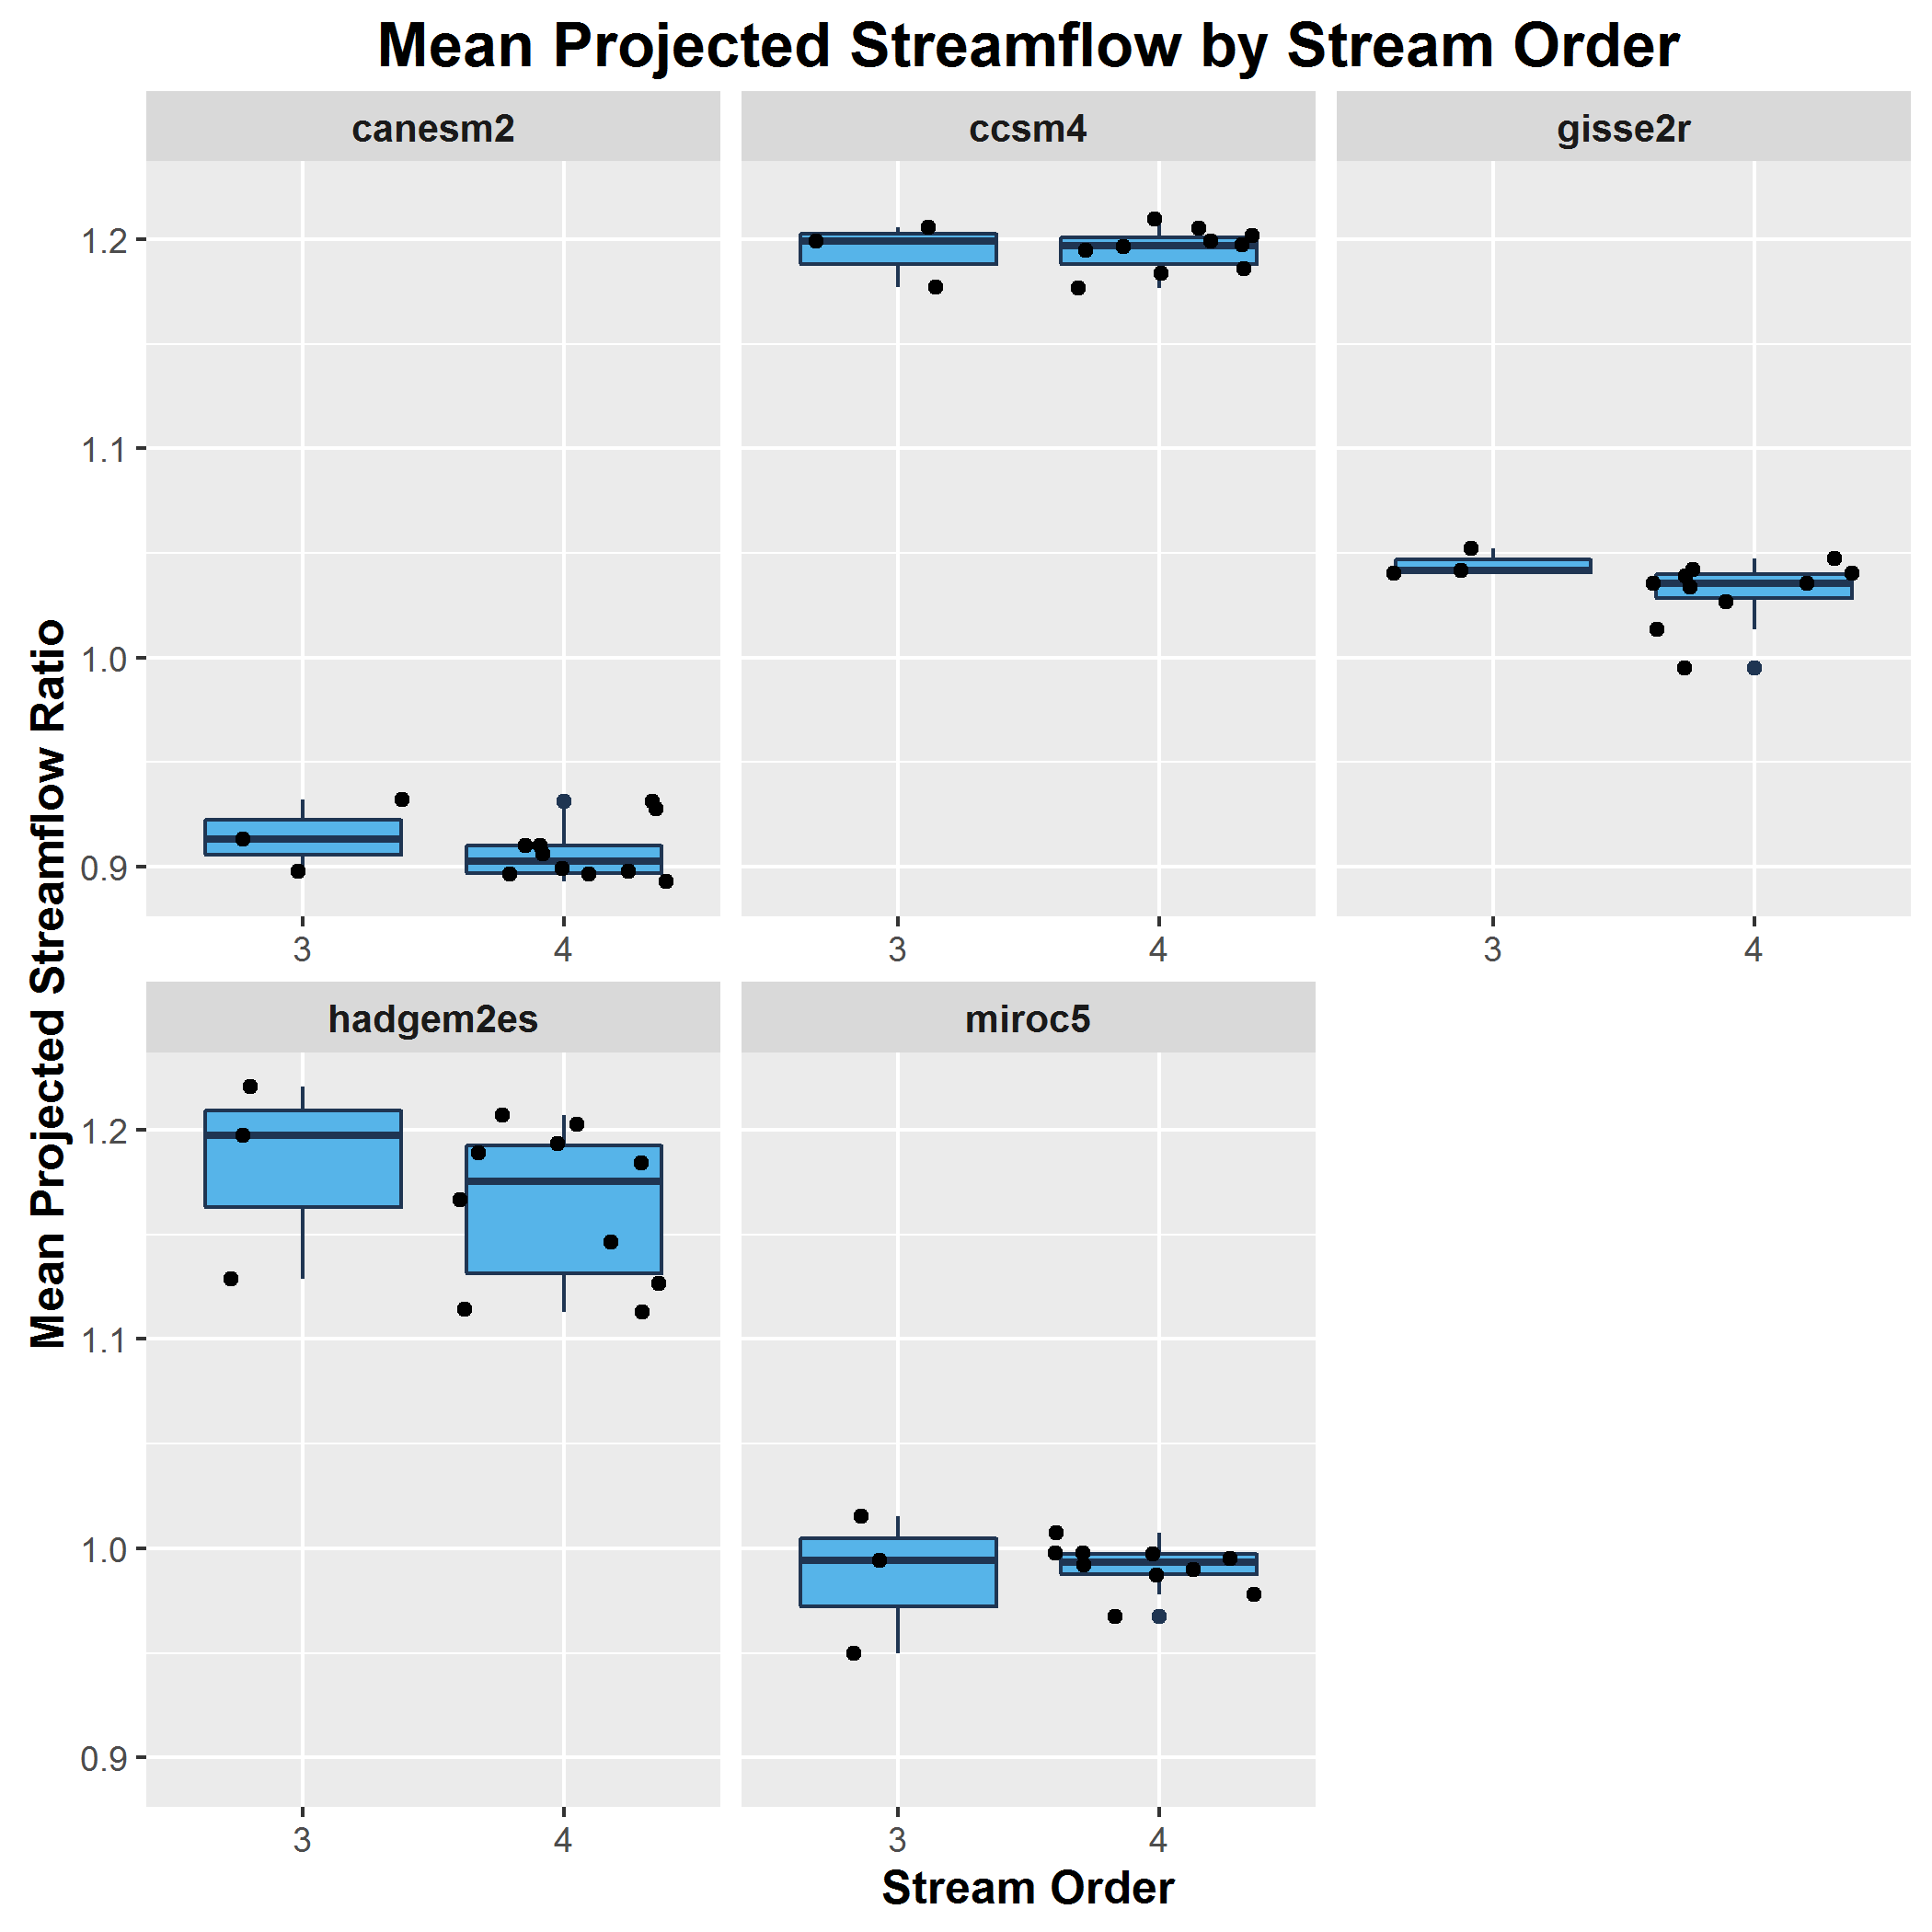 Mean Projected Streamflow by Stream Order
canesm2
ccsm4
gisse2r
1.2
1.1
1.0
0.9
3
4
3
4
3
4
Mean Projected Streamflow Ratio
hadgem2es
miroc5
1.2
1.1
1.0
0.9
3
4
3
4
Stream Order